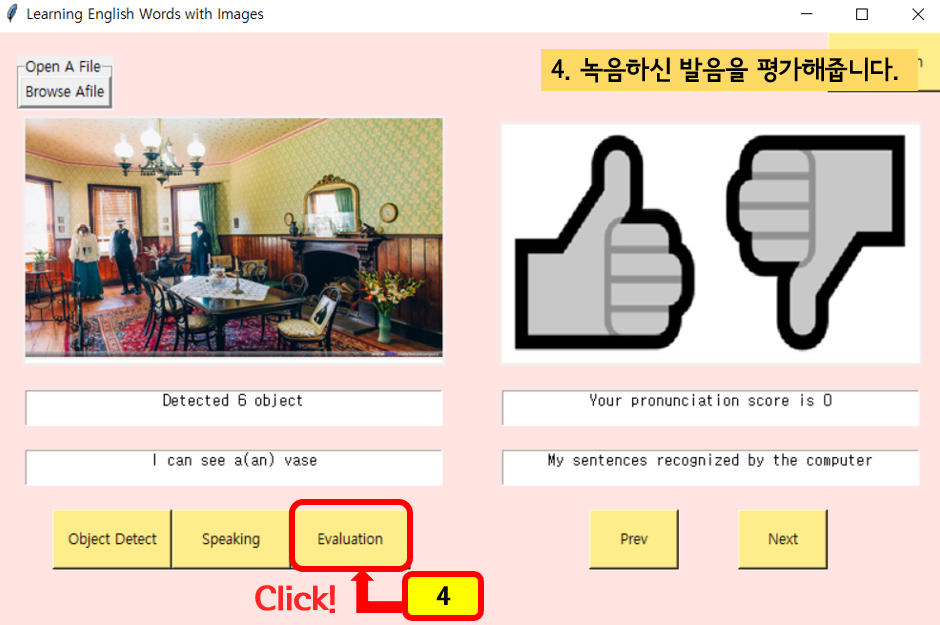 Learning English Words with Images
Open A File
Browse Afile
4. 녹음하신 발음을 평가해줍니다.
Detected 6 object
Your pronunciation score is 0
I can see a(an) vase
My sentences recognized by the computer
Object Detect
Speaking
Evaluation
Prev
Next
Click!
4